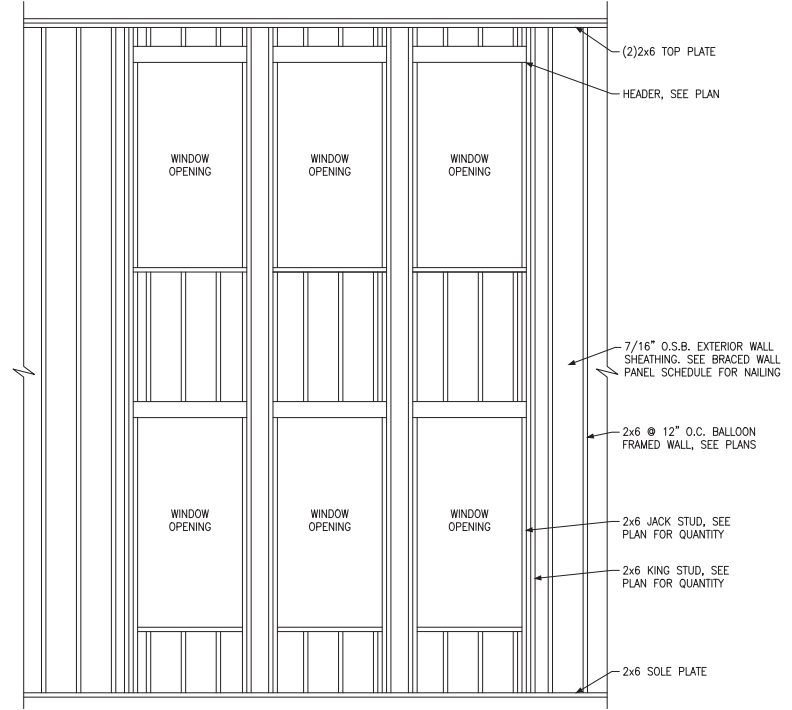 (2)2x6 TOP PLATE
HEADER, SEE PLAN
WINDOW
OPENING
WINDOW
OPENING
WINDOW
OPENING
7/16" O.S.B. EXTERIOR WALL
SHEATHING. SEE BRACED WALL
PANEL SCHEDULE FOR NAILING
2x6 @ 12" O.C. BALLOON
FRAMED WALL, SEE PLANS
WINDOW
OPENING
WINDOW
OPENING
WINDOW
OPENING
2x6 JACK STUD, SEE
PLAN FOR QUANTITY
2x6 KING STUD, SEE
PLAN FOR QUANTITY
2x6 SOLE PLATE